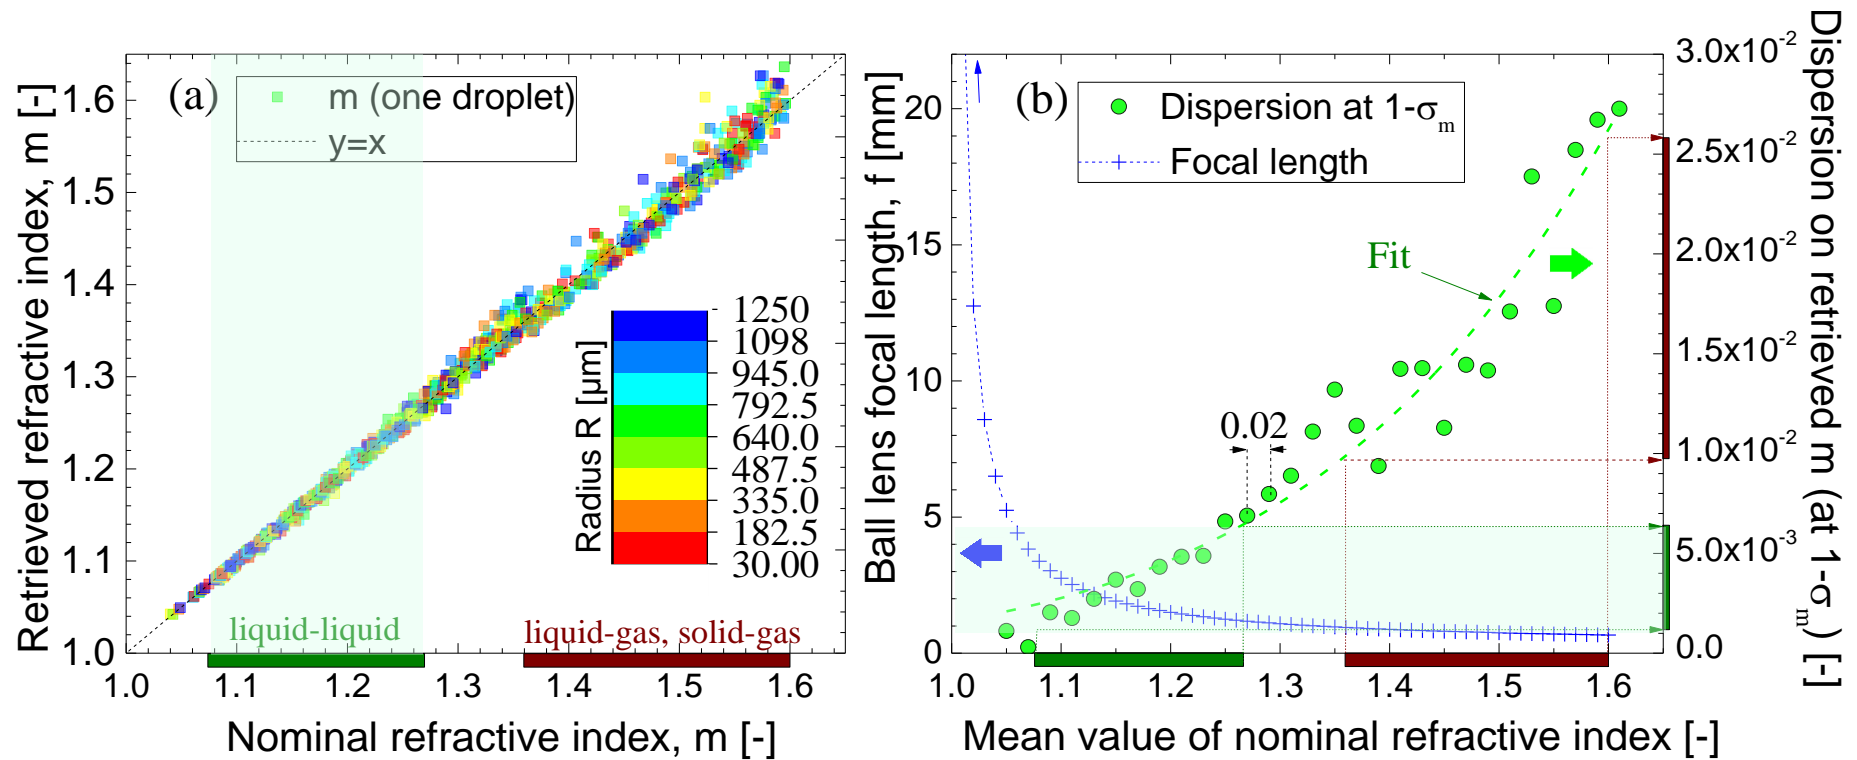 (a)
m (one droplet)
y=x
Retrieved refractive index, m [-]
1.6
1.5
1.4
1.3
1.2
1.1
1.0
Radius R [µm]
1250
1098
945.0
792.5
640.0
487.5
335.0
182.5
30.00
liquid-liquid
liquid-gas, solid-gas
1.0 1.1 1.2 1.3 1.4 1.5 1.6
Nominal refractive index, m [-]
(b)
Dispersion at 1-σm
Focal length
Ball lens focal length, f [mm]
20
15
10
5
0
Fit
0.02
3.0x10-2
2.5x10-2
2.0x10-2
1.5x10-2
1.0x10-2
5.0x10-3
0.0
Dispersion on retrieved m (at 1-σm) [-]
1.0 1.1 1.2 1.3 1.4 1.5 1.6
Mean value of nominal refractive index [-]